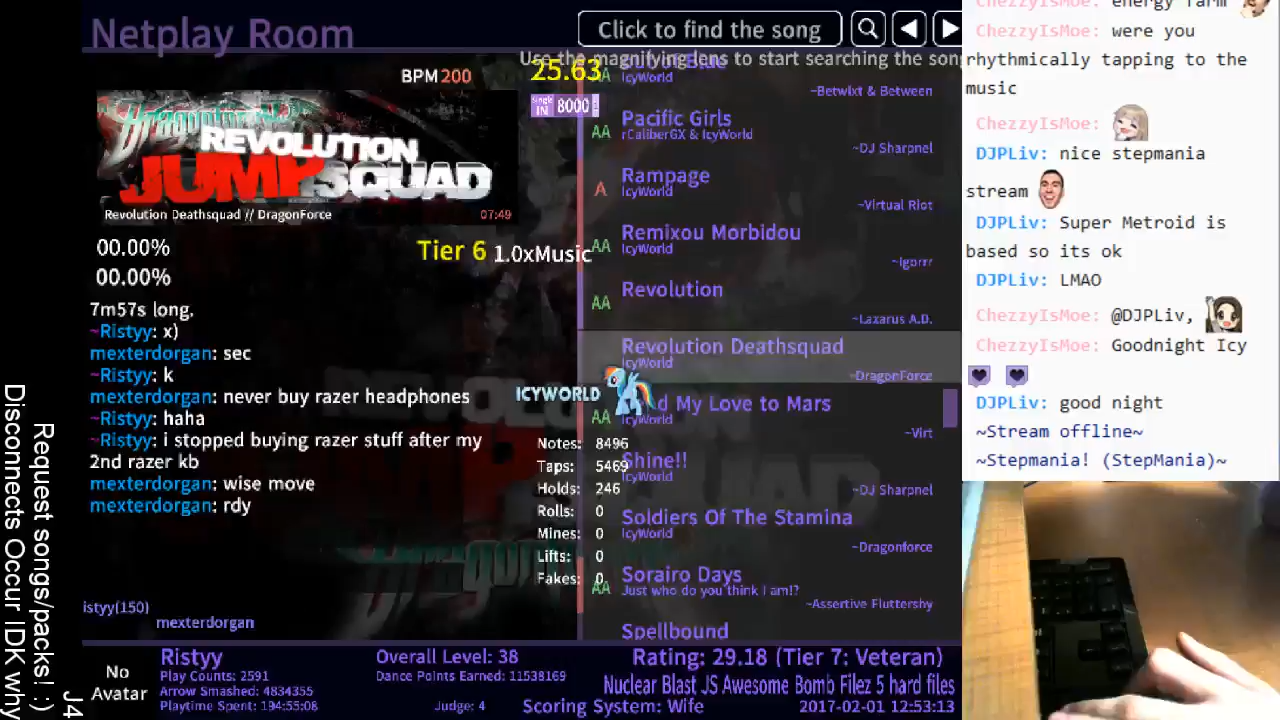 Netplay Room
Click to find the song
Use the magnifying lens to start searching the song
BPM 200
25.63
Single
IN
8000
REVOLUTION
JUMPSQUAD
Revolution Deathsquad // DragonForce
07:49
00.00%
00.00%
Tier 6
1.0xMusic
7m57s long,
~Ristyy: x)
mexterdorgan: sec
~Ristyy: k
mexterdorgan: never buy razer headphones
~Ristyy: haha
~Ristyy: i stopped buying razer stuff after my
2nd razer kb
mexterdorgan: wise move
mexterdorgan: rdy
istyy(150)
mexterdorgan
ICYWORLD
Notes: 8496
Taps: 5469
Holds: 246
Rolls: 0
Mines: 0
Lifts: 0
Fakes: 0
AA
IcyWorld
~Betwixt & Between
AA
Pacific Girls
rCaliberGX & IcyWorld
~DJ Sharpnel
A
Rampage
IcyWorld
~Virtual Riot
AA
Remixou Morbidou
IcyWorld
~Igorrr
AA
Revolution
~Lazarus A.D.
Revolution Deathsquad
IcyWorld
~DragonForce
AA
My Love to Mars
IcyWorld
~Virt
Shine!!
IcyWorld
~DJ Sharpnel
Soldiers Of The Stamina
IcyWorld
~Dragonforce
AA
Sorairo Days
Just who do you think I am!?
~Assertive Fluttershy
Spellbound
No
Avatar
Ristyy
Play Counts: 2591
Arrow Smashed: 4834355
Playtime Spent: 194:55:08
Overall Level: 38
Dance Points Earned: 11538169
Judge: 4
Rating: 29.18 (Tier 7: Veteran)
Nuclear Blast JS Awesome Bomb Filez 5 hard files
Scoring System: Wife
2017-02-01 12:53:13
Request songs/packs! :)
Disconnects Occur IDK why
J4
ChezzyIsMoe: energy farm
ChezzyIsMoe: were you
rhythmically tapping to the
music
ChezzyIsMoe:
DJPLiv: nice stepmania
stream
DJPLiv: Super Metroid is
based so its ok
DJPLiv: LMAO
ChezzyIsMoe: @DJPLiv,
ChezzyIsMoe: Goodnight Icy
DJPLiv: good night
~Stream offline~
~Stepmania! (StepMania)~